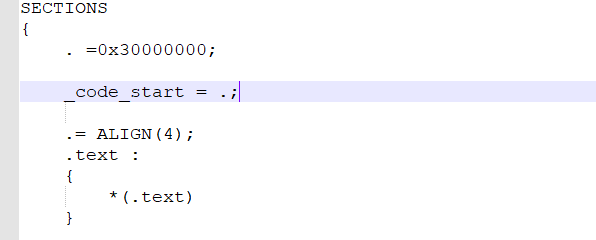 SECTIONS
{
. =0x30000000;
_code_start = .;
.= ALIGN(4);
.text :
{
*(.text)
}